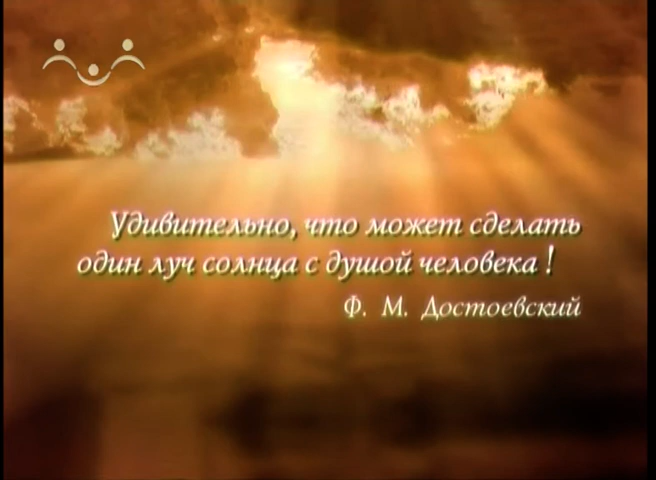 Удивительно, что может сделать
один луч солнца с душой человека !
Ф. М. Достоевский